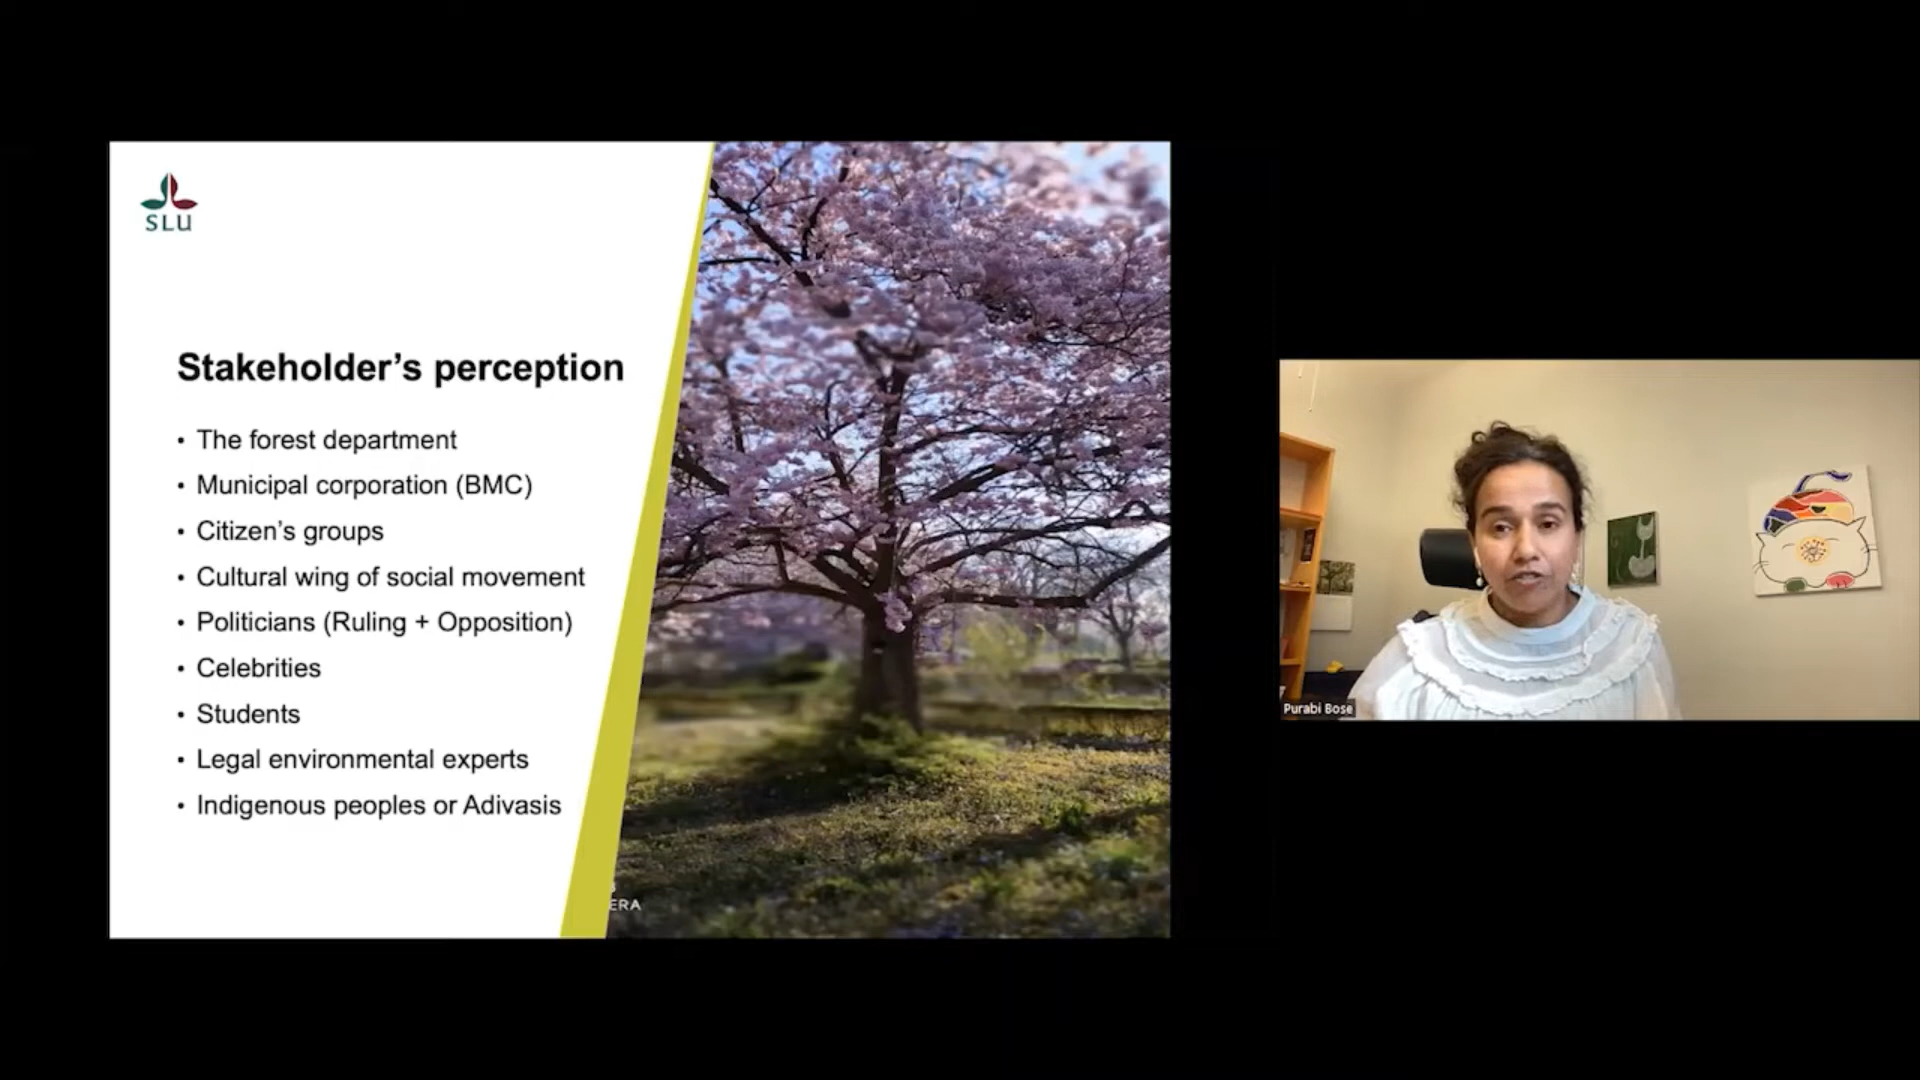 SLU
Stakeholder’s perception
• The forest department
• Municipal corporation (BMC)
• Citizen’s groups
• Cultural wing of social movement
• Politicians (Ruling + Opposition)
• Celebrities
• Students
• Legal environmental experts
• Indigenous peoples or Adivasis
ERA
Purabi Bose